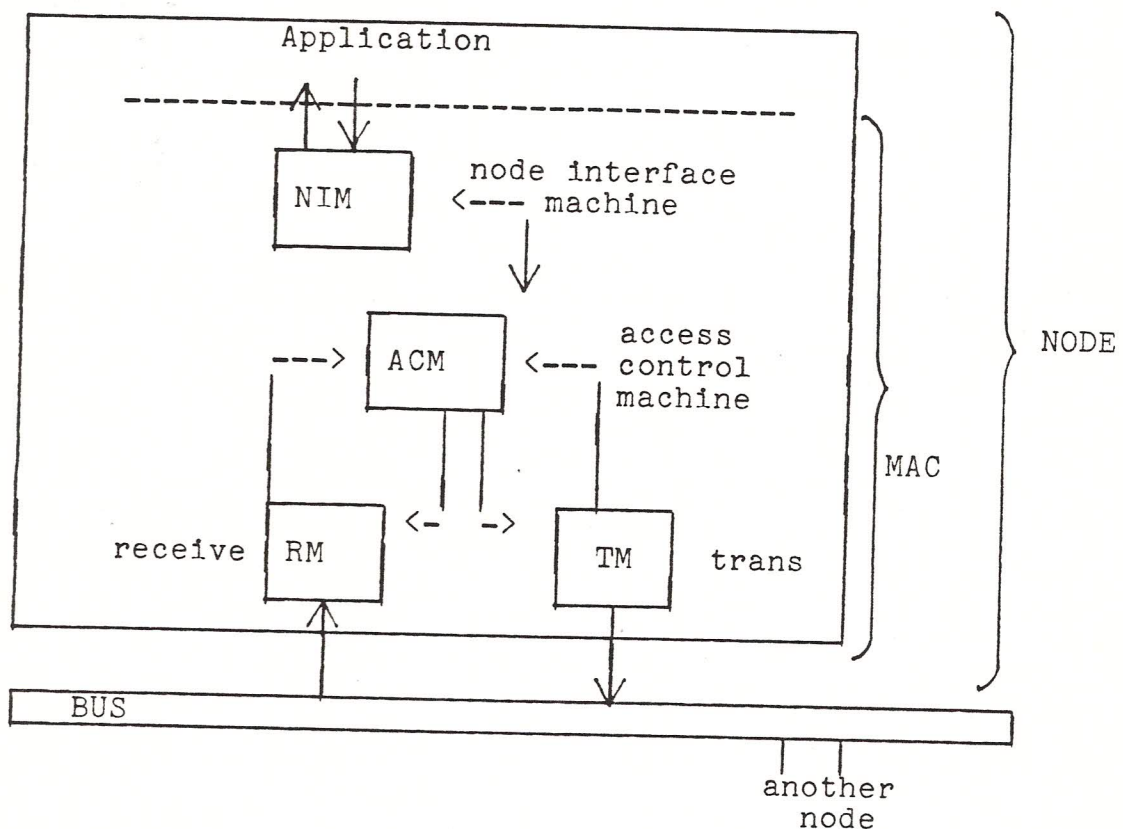 Application
node interface
NIM
<--- machine
access
---> ACM <--- control
machine
NODE
MAC
<- ->
receive RM
TM trans
BUS
another
node